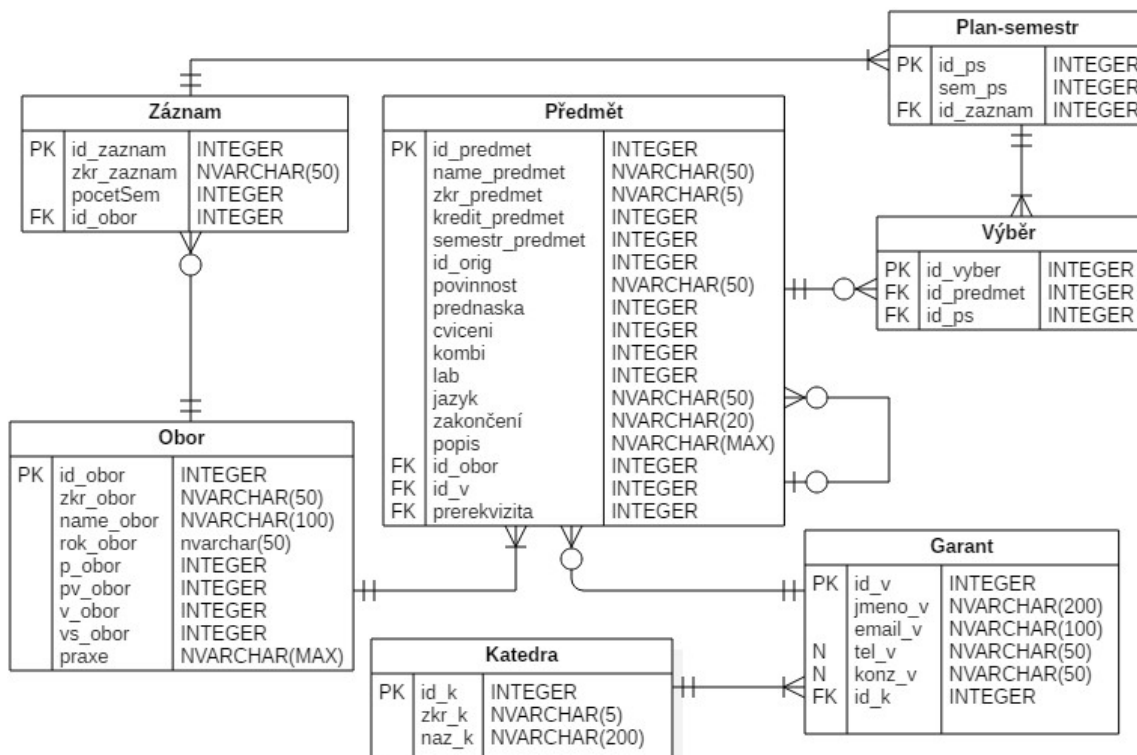 Plan-semestr
PK id_ps INTEGER
sem_ps INTEGER
FK id_zaznam INTEGER
Záznam
PK id_zaznam INTEGER
zkr_zaznam NVARCHAR(50)
pocetSem INTEGER
FK id_obor INTEGER
Předmět
PK id_predmet INTEGER
name_predmet NVARCHAR(50)
zkr_predmet NVARCHAR(5)
kredit_predmet INTEGER
semestr_predmet INTEGER
id_orig INTEGER
povinnost NVARCHAR(50)
prednaska INTEGER
cviceni INTEGER
kombi INTEGER
lab INTEGER
jazyk NVARCHAR(50)
zakončení NVARCHAR(20)
popis NVARCHAR(MAX)
FK id_obor INTEGER
FK id_v INTEGER
FK prerekvizita INTEGER
Výběr
PK id_vyber INTEGER
FK id_predmet INTEGER
FK id_ps INTEGER
Obor
PK id_obor INTEGER
zkr_obor NVARCHAR(50)
name_obor NVARCHAR(100)
rok_obor nvarchar(50)
p_obor INTEGER
pv_obor INTEGER
v_obor INTEGER
vs_obor INTEGER
praxe NVARCHAR(MAX)
Garant
PK id_v INTEGER
jmeno_v NVARCHAR(200)
email_v NVARCHAR(100)
N tel_v NVARCHAR(50)
N konz_v NVARCHAR(50)
FK id_k INTEGER
Katedra
PK id_k INTEGER
zkr_k NVARCHAR(5)
naz_k NVARCHAR(200)